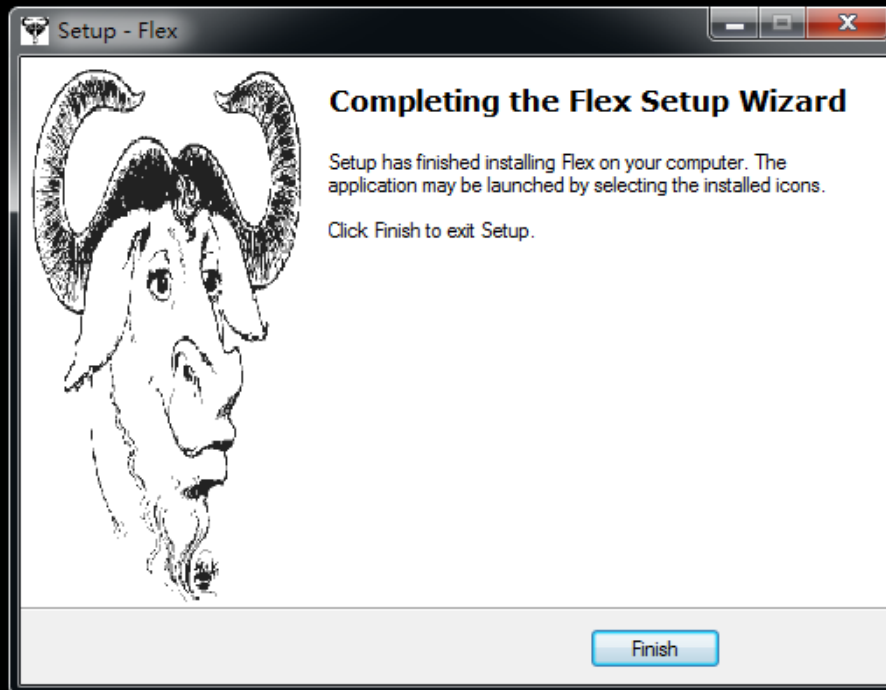 Setup - Flex
Completing the Flex Setup Wizard
Setup has finished installing Flex on your computer. The
application may be launched by selecting the installed icons.
Click Finish to exit Setup.
Finish